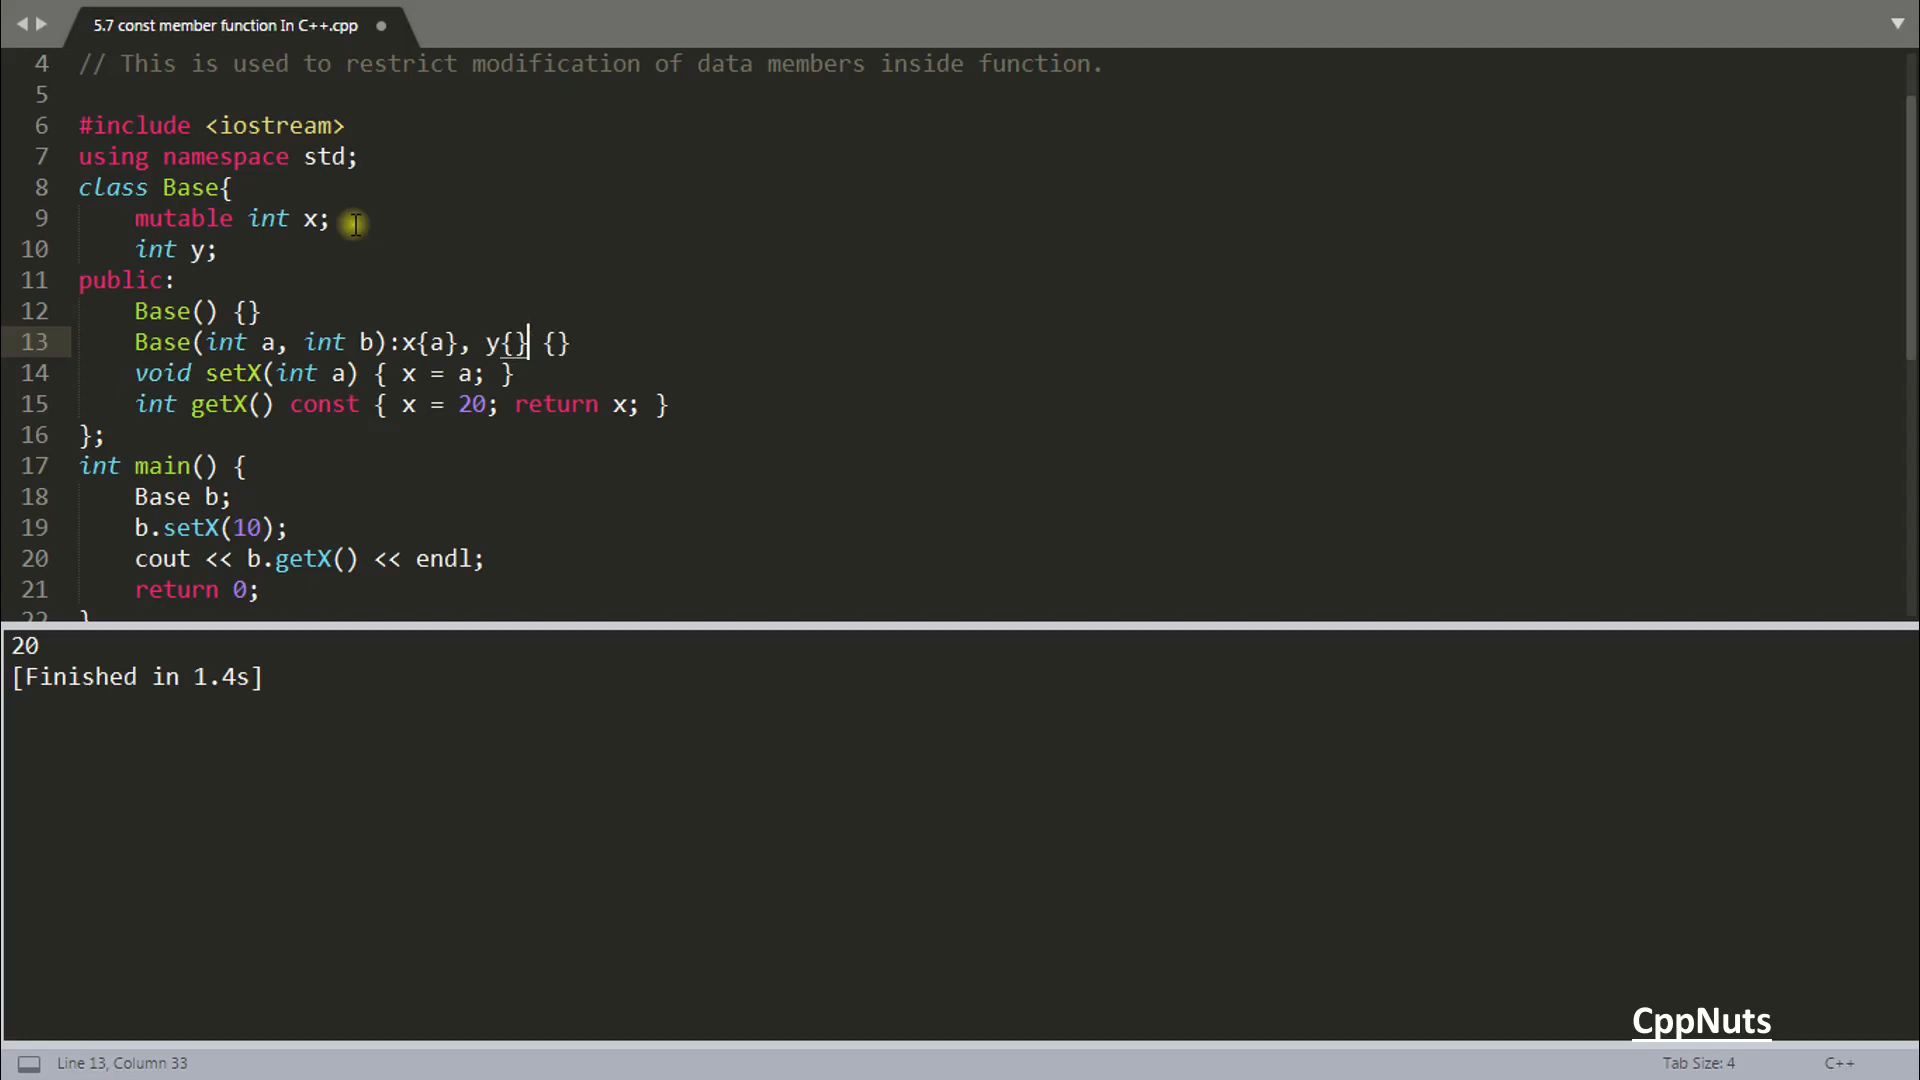 5.7 const member function In C++.cpp
4 // This is used to restrict modification of data members inside function.
5
6 #include <iostream>
7 using namespace std;
8 class Base{
9     mutable int x;
10     int y;
11 public:
12     Base() {}
13     Base(int a, int b):x{a}, y{} {}
14     void setX(int a) { x = a; }
15     int getX() const { x = 20; return x; }
16 };
17 int main() {
18     Base b;
19     b.setX(10);
20     cout << b.getX() << endl;
21     return 0;
22 }
20
[Finished in 1.4s]
CppNuts
Line 13, Column 33
Tab Size: 4
C++